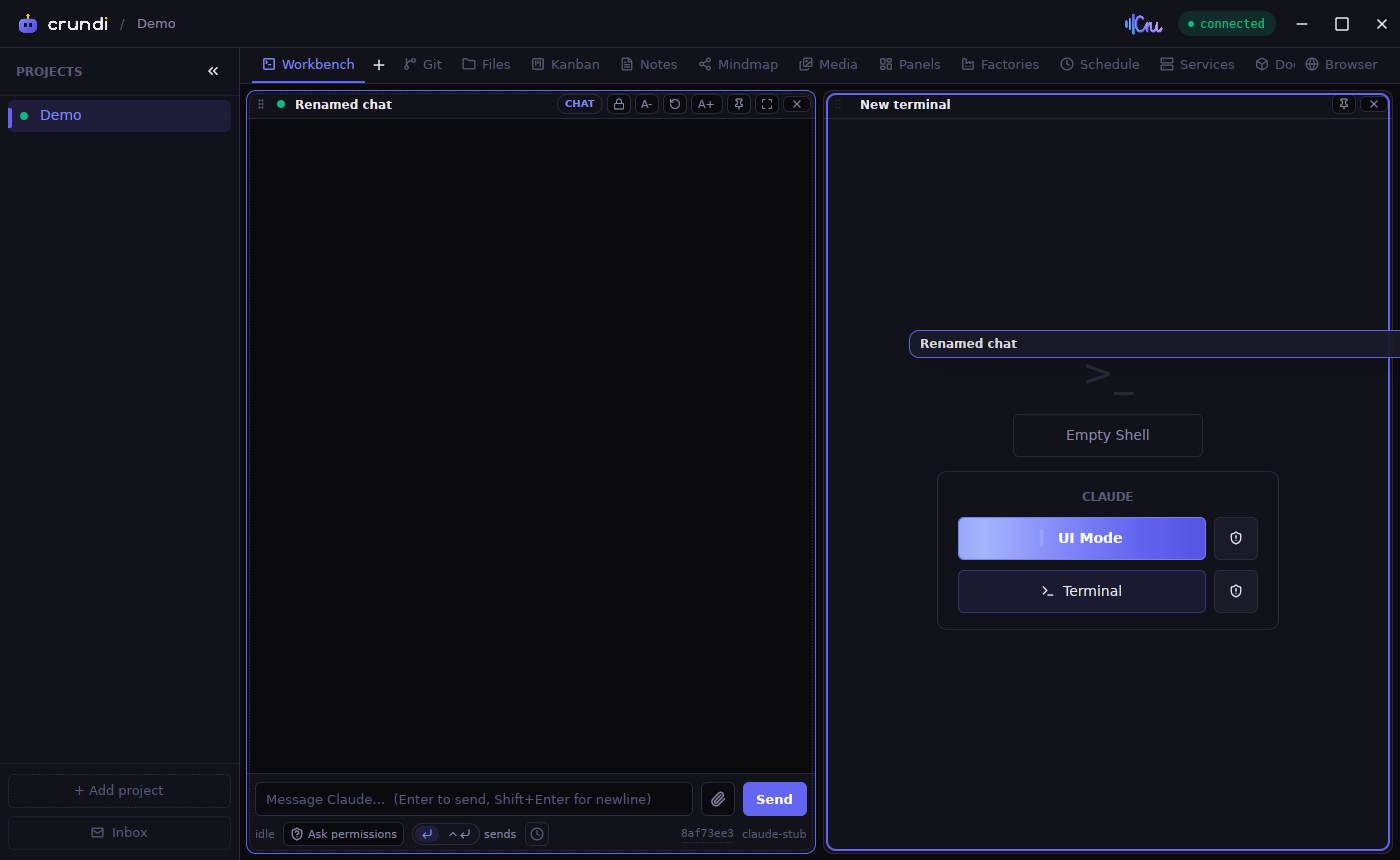 crundi / Demo
Cru
connected
PROJECTS
Workbench
Git
Files
Kanban
Notes
Mindmap
Media
Panels
Factories
Schedule
Services
Browser
Demo
Renamed chat
CHAT
A-
A+
New terminal
Renamed chat
>_
Empty Shell
CLAUDE
UI Mode
Terminal
+ Add project
Inbox
Message Claude... (Enter to send, Shift+Enter for newline)
Send
idle
Ask permissions
sends
8af73ee3
claude-stub